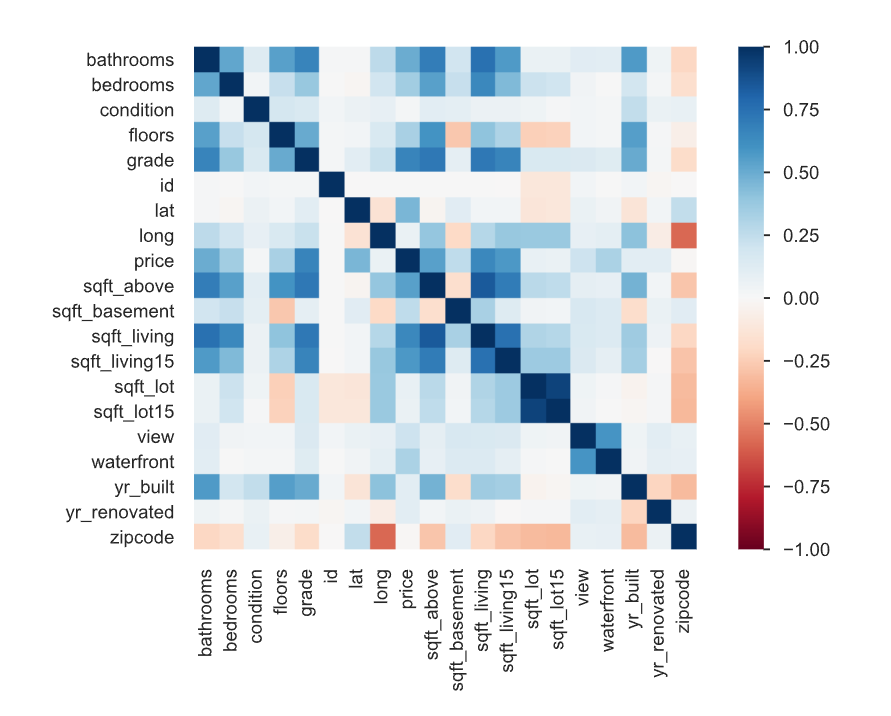 bathrooms
bedrooms
condition
floors
grade
id
lat
long
price
sqft_above
sqft_basement
sqft_living
sqft_living15
sqft_lot
sqft_lot15
view
waterfront
yr_built
yr_renovated
zipcode
bathrooms
bedrooms
condition
floors
grade
id
lat
long
price
sqft_above
sqft_basement
sqft_living
sqft_living15
sqft_lot
sqft_lot15
view
waterfront
yr_built
yr_renovated
zipcode
1.00
0.75
0.50
0.25
0.00
−0.25
−0.50
−0.75
−1.00